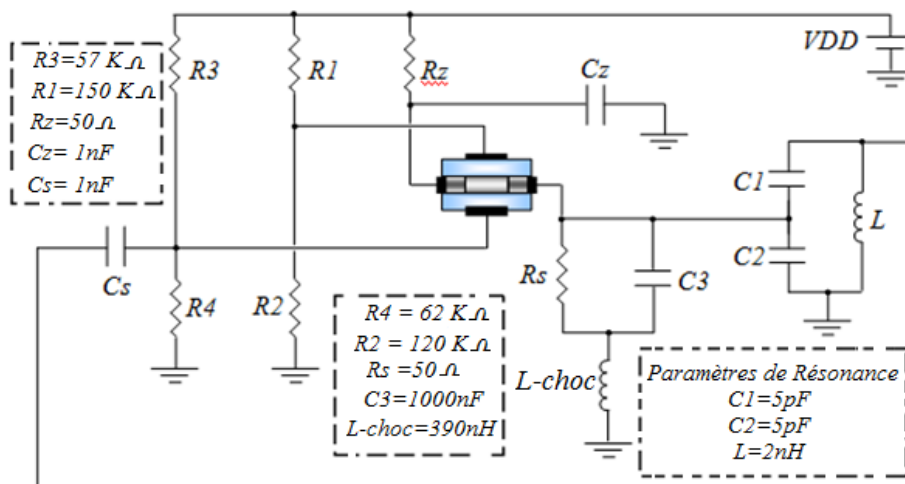 R3=57 KΩ
R1=150 KΩ
Rz=50Ω
Cz= 1nF
Cs= 1nF
R3
R1
Rz
Cz
VDD
C1
C2
L
Cs
R4
R2
Rs
C3
L-choc
R4 = 62 KΩ
R2 = 120 KΩ
Rs =50Ω
C3=1000nF
L-choc=390nH
Paramètres de Résonance
C1=5pF
C2=5pF
L=2nH